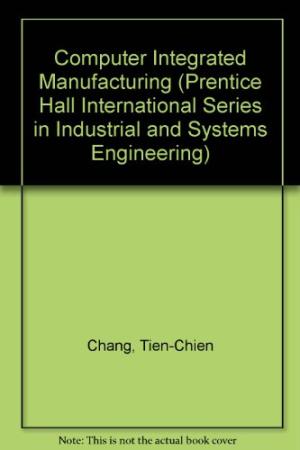 Computer Integrated
Manufacturing (Prentice
Hall International Series
in Industrial and Systems
Engineering)
Chang, Tien-Chien
Note: This is not the actual book cover